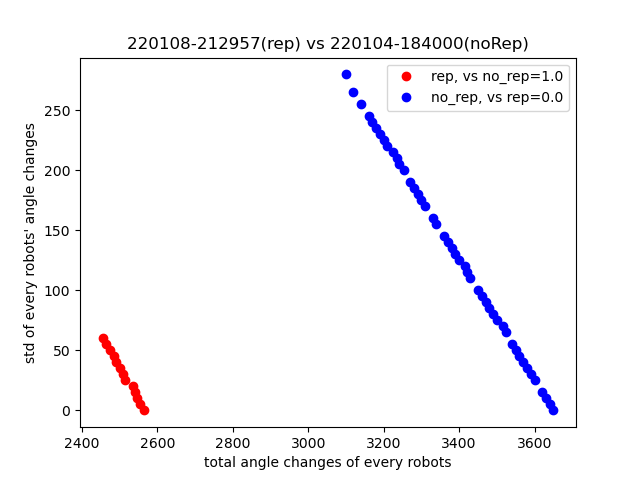 220108-212957(rep) vs 220104-184000(noRep)
rep, vs no_rep=1.0
no_rep, vs rep=0.0
std of every robots' angle changes
250
200
150
100
50
0
2400 2600 2800 3000 3200 3400 3600
total angle changes of every robots